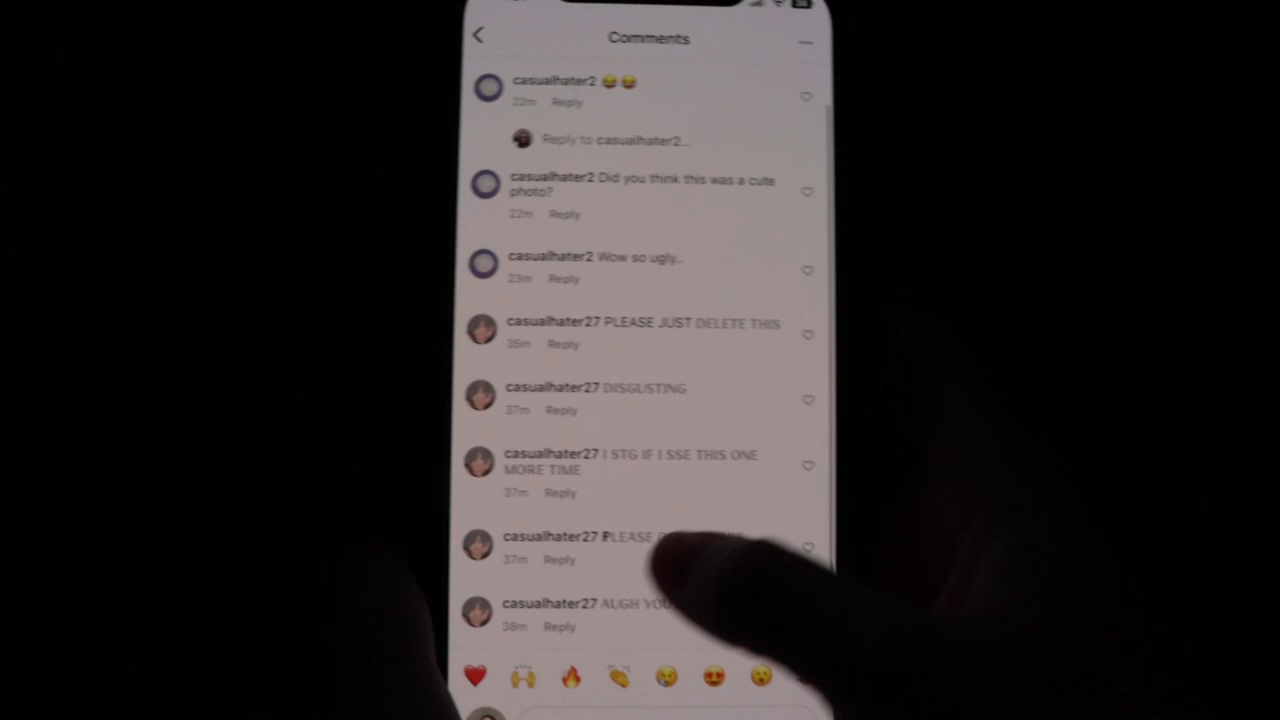 Comments
casualhater2 😂😂
22m Reply
Reply to casualhater2...
casualhater2 Did you think this was a cute
photo?
22m Reply
casualhater2 Wow so ugly..
23m Reply
casualhater27 PLEASE JUST DELETE THIS
35m Reply
casualhater27 DISGUSTING
37m Reply
casualhater27 I STG IF I SSE THIS ONE
MORE TIME
37m Reply
casualhater27 PLEASE
37m Reply
casualhater27 AUGH YOU
38m Reply